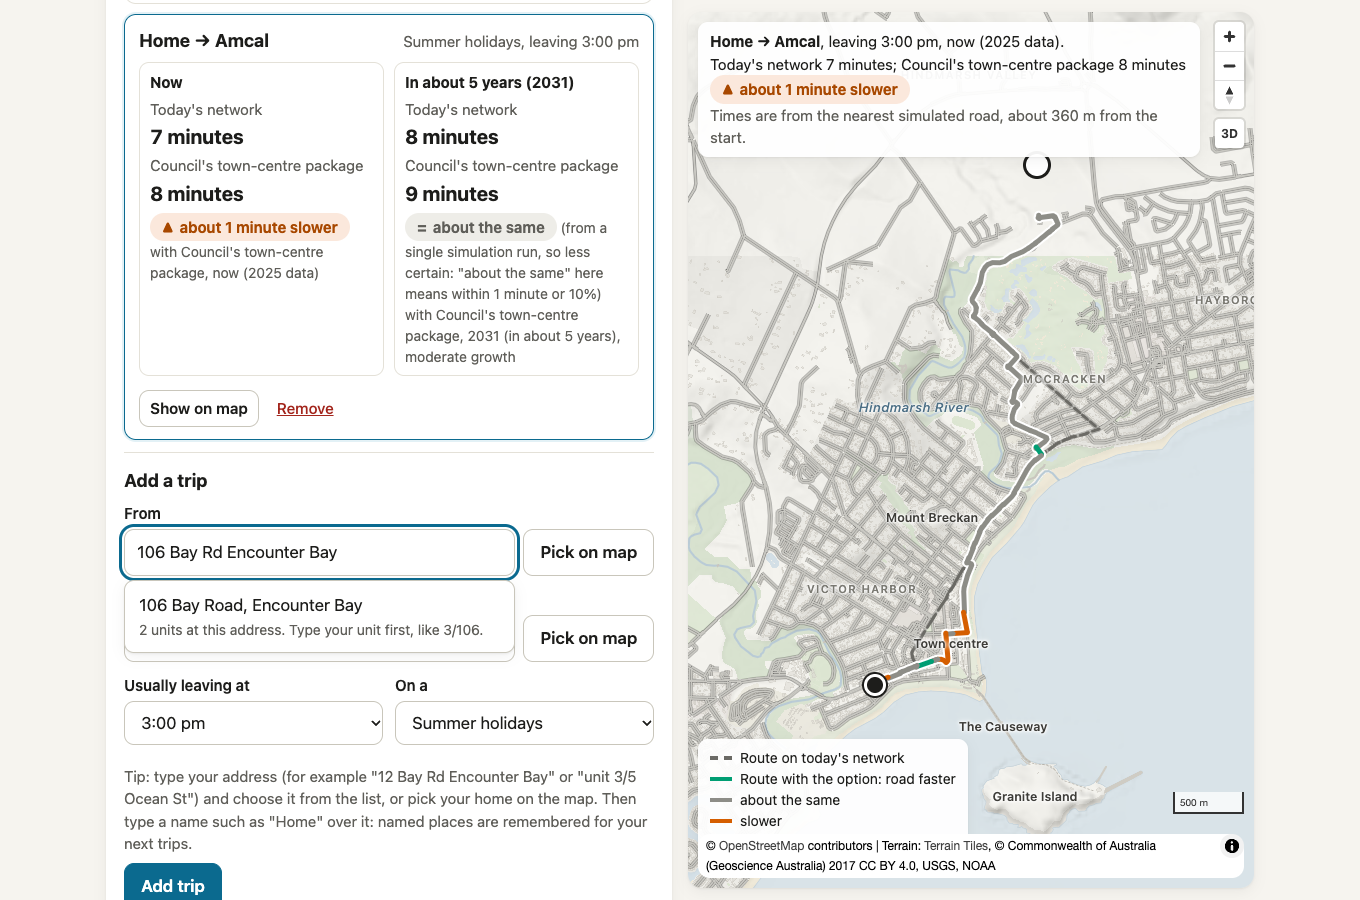 Home → Amcal
Summer holidays, leaving 3:00 pm
Now
Today's network
7 minutes
Council's town-centre package
8 minutes
▲ about 1 minute slower
with Council's town-centre
package, now (2025 data)
In about 5 years (2031)
Today's network
8 minutes
Council's town-centre package
9 minutes
= about the same (from a
single simulation run, so less
certain: "about the same" here
means within 1 minute or 10%)
with Council's town-centre
package, 2031 (in about 5 years),
moderate growth
Show on map
Remove
Add a trip
From
106 Bay Rd Encounter Bay
Pick on map
106 Bay Road, Encounter Bay
2 units at this address. Type your unit first, like 3/106.
Pick on map
Usually leaving at
On a
3:00 pm
Summer holidays
Tip: type your address (for example "12 Bay Rd Encounter Bay" or "unit 3/5
Ocean St") and choose it from the list, or pick your home on the map. Then
type a name such as "Home" over it: named places are remembered for your
next trips.
Add trip
Home → Amcal, leaving 3:00 pm, now (2025 data).
Today's network 7 minutes; Council's town-centre package 8 minutes
▲ about 1 minute slower
Times are from the nearest simulated road, about 360 m from the
start.
+
−
3D
HAYBORO
McCRACKEN
Hindmarsh River
Mount Breckan
VICTOR HARBOR
Town centre
The Causeway
Granite Island
Route on today's network
Route with the option: road faster
about the same
slower
500 m
© OpenStreetMap contributors | Terrain: Terrain Tiles, © Commonwealth of Australia
(Geoscience Australia) 2017 CC BY 4.0, USGS, NOAA